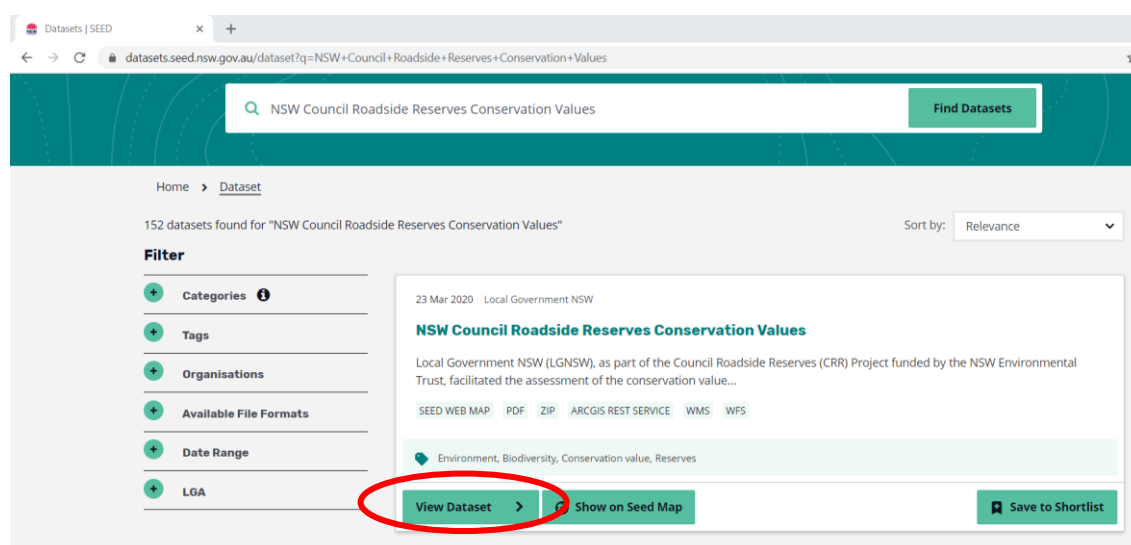 Datasets | SEED
datasets.seed.nsw.gov.au/dataset?q=NSW+Council+Roadside+Reserves+Conservation+Values
NSW Council Roadside Reserves Conservation Values
Find Datasets
Home > Dataset
152 datasets found for "NSW Council Roadside Reserves Conservation Values"
Sort by: Relevance
Filter
Categories
Tags
Organisations
Available File Formats
Date Range
LGA
23 Mar 2020 Local Government NSW
NSW Council Roadside Reserves Conservation Values
Local Government NSW (LGNSW), as part of the Council Roadside Reserves (CRR) Project funded by the NSW Environmental
Trust, facilitated the assessment of the conservation value...
SEED WEB MAP PDF ZIP ARCGIS REST SERVICE WMS WFS
Environment, Biodiversity, Conservation value, Reserves
View Dataset > Show on Seed Map Save to Shortlist